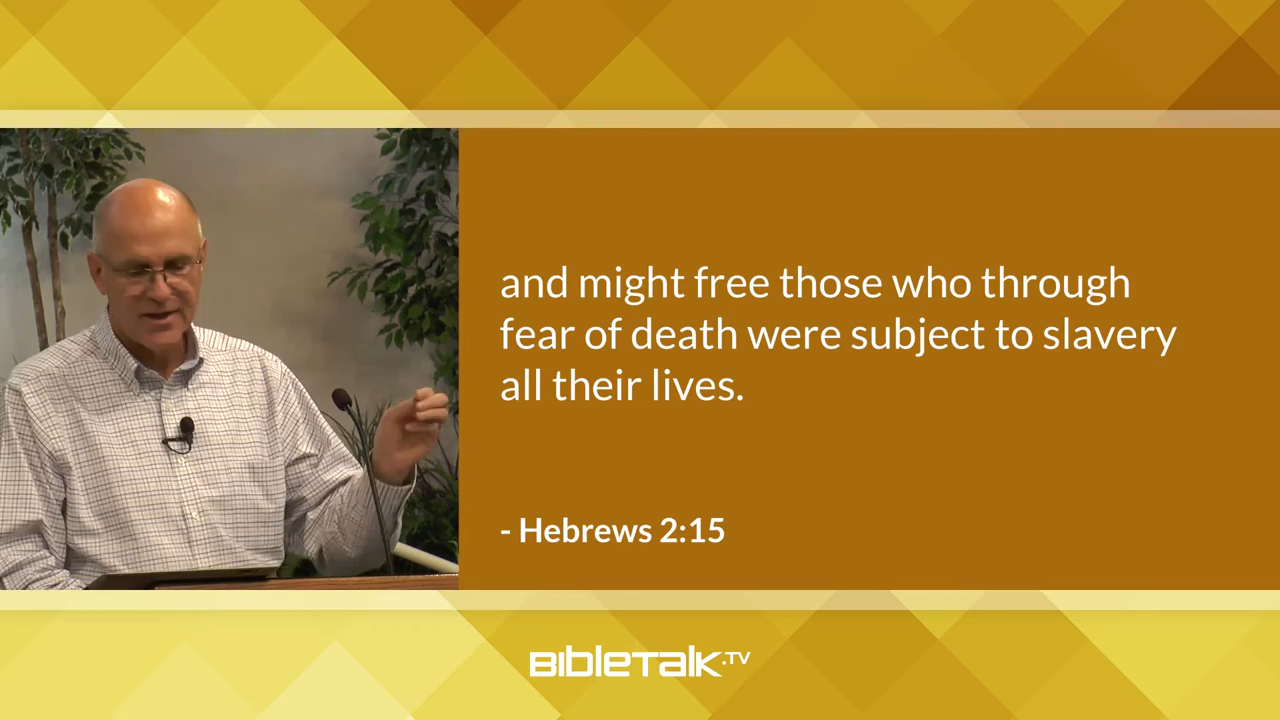 and might free those who through
fear of death were subject to slavery
all their lives.
- Hebrews 2:15
BIBLETALK.TV